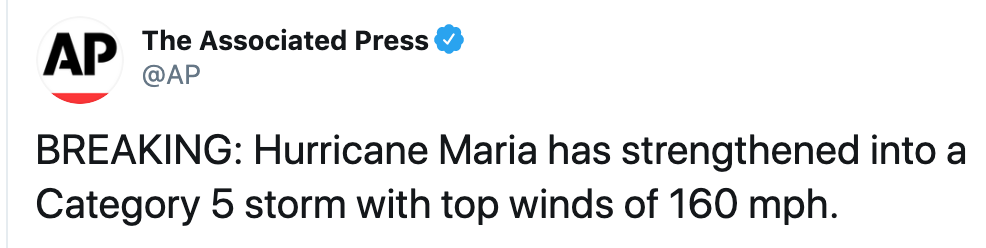 AP
The Associated Press
@AP
BREAKING: Hurricane Maria has strengthened into a
Category 5 storm with top winds of 160 mph.